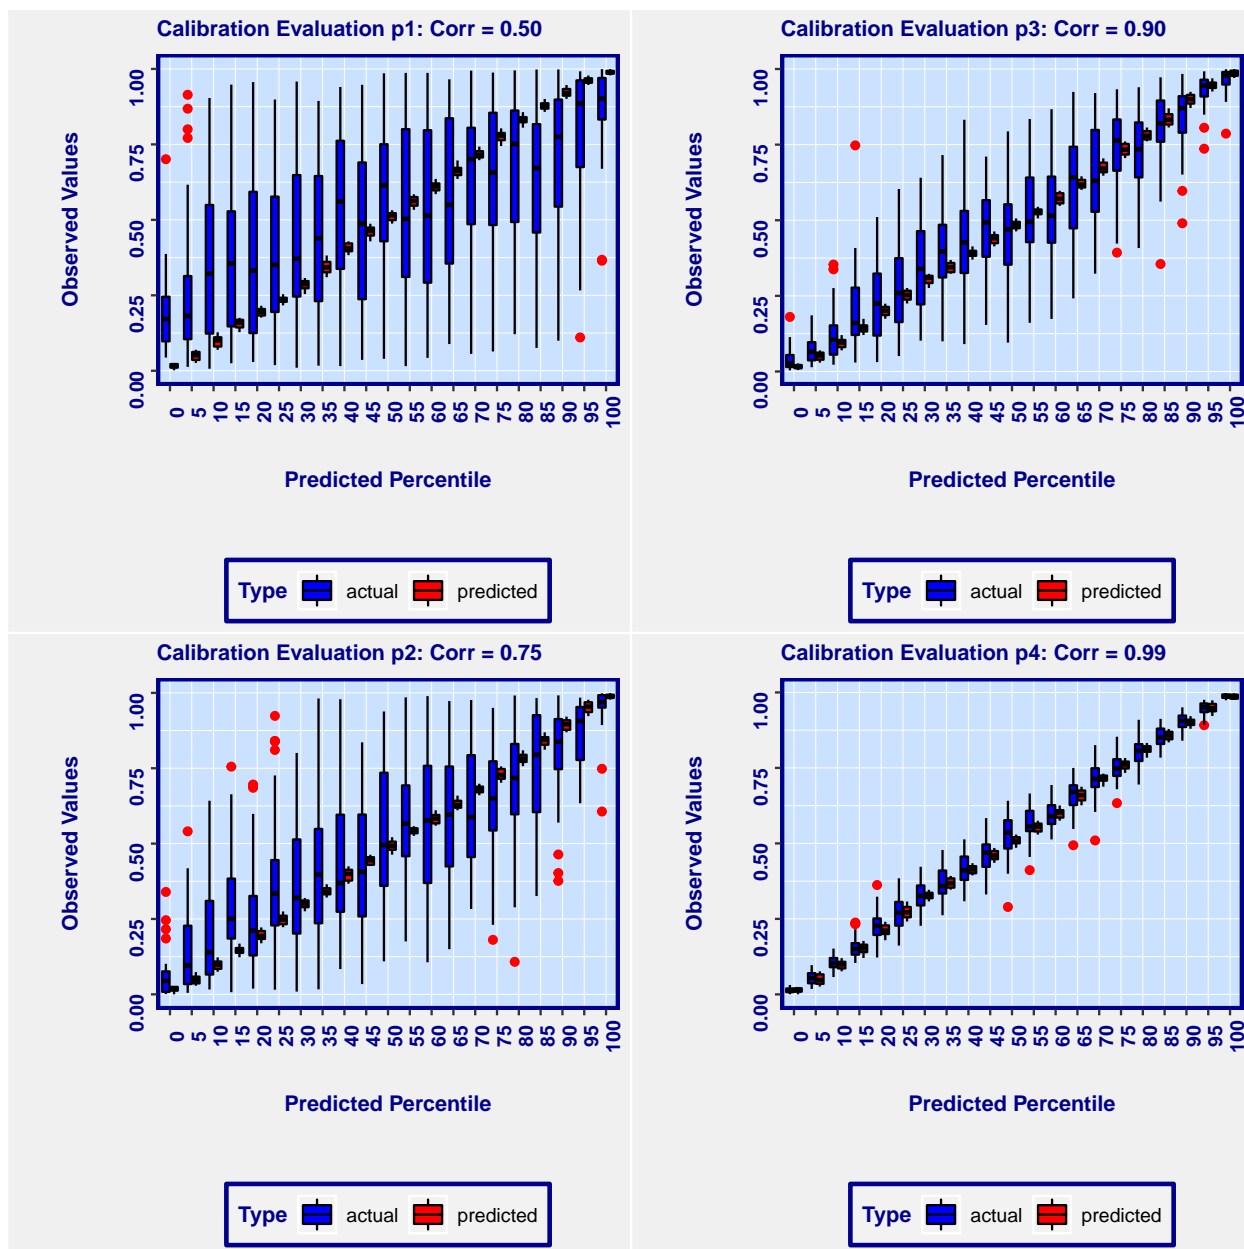 Calibration Evaluation p1: Corr = 0.50
Observed Values
1.00
0.75
0.50
0.25
0.00
0 5 10 15 20 25 30 35 40 45 50 55 60 65 70 75 80 85 90 95 100
Predicted Percentile
Type actual predicted
Calibration Evaluation p3: Corr = 0.90
Observed Values
1.00
0.75
0.50
0.25
0.00
0 5 10 15 20 25 30 35 40 45 50 55 60 65 70 75 80 85 90 95 100
Predicted Percentile
Type actual predicted
Calibration Evaluation p2: Corr = 0.75
Observed Values
1.00
0.75
0.50
0.25
0.00
0 5 10 15 20 25 30 35 40 45 50 55 60 65 70 75 80 85 90 95 100
Predicted Percentile
Type actual predicted
Calibration Evaluation p4: Corr = 0.99
Observed Values
1.00
0.75
0.50
0.25
0.00
0 5 10 15 20 25 30 35 40 45 50 55 60 65 70 75 80 85 90 95 100
Predicted Percentile
Type actual predicted